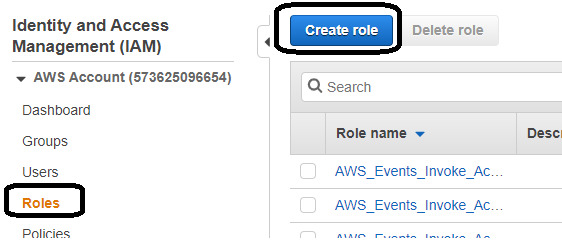 Identity and Access
Management (IAM)
AWS Account (573625096654)
Dashboard
Groups
Users
Roles
Policies
Create role
Delete role
Search
Role name
Descr
AWS_Events_Invoke_Ac...
AWS_Events_Invoke_Ac...
AWS_Events_Invoke_Ac...